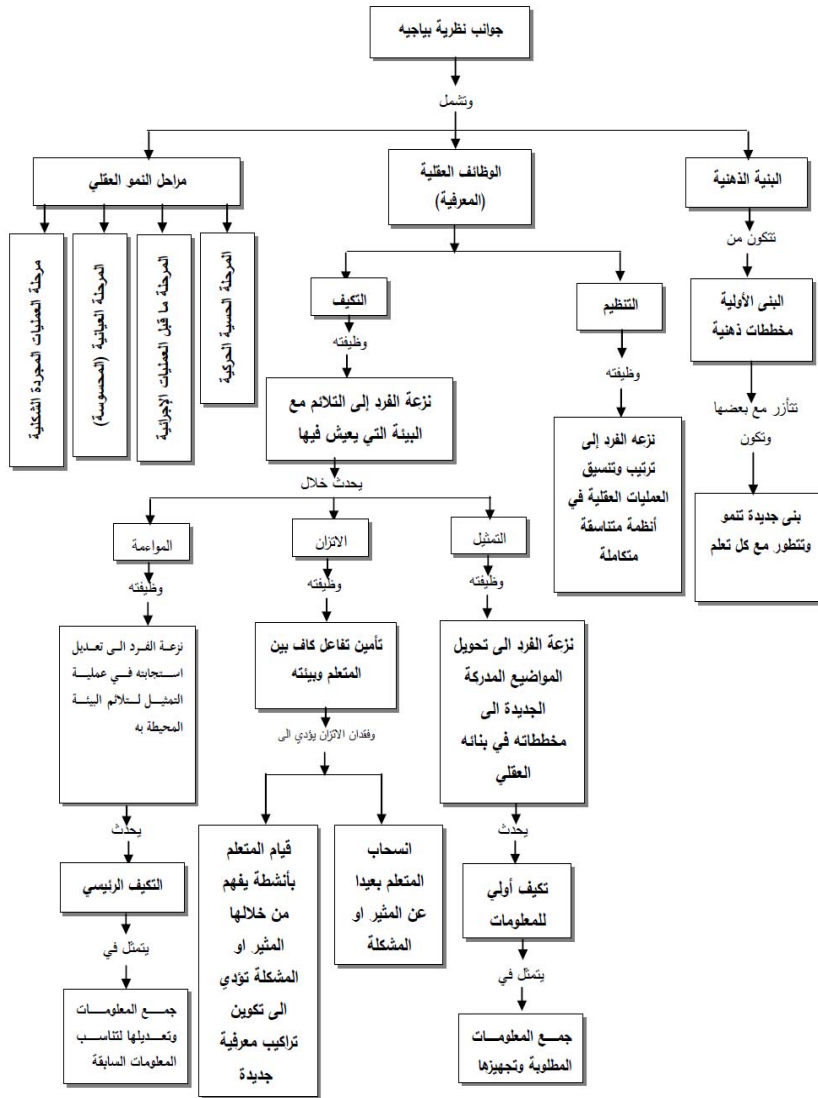 جوانب نظرية بياجيه
وتشمل
البنية الذهنية
تتكون من
البنى الأولية
مخططات ذهنية
تتأزر مع بعضها
وتكون
بنى جديدة تنمو
وتتطور مع كل تعلم
الوظائف العقلية
(المعرفية)
التنظيم
وظيفته
نزعه الفرد إلى
ترتيب وتنسيق
العمليات العقلية في
أنظمة متناسقة
متكاملة
التكيف
وظيفته
نزعة الفرد إلى التلائم مع
البيئة التي يعيش فيها
يحدث خلال
التمثيل
وظيفته
نزعة الفرد الى تحويل
المواضيع المدركة
الجديدة الى
مخططاته في بنائه
العقلي
يحدث
تكيف أولي
للمعلومات
يتمثل في
جمع المعلومات
المطلوبة وتجهيزها
الاتزان
وظيفته
تأمين تفاعل كاف بين
المتعلم وبيئته
وفقدان الاتزان يؤدي الى
انسحاب
المتعلم بعيدا
عن المثير او
المشكلة
قيام المتعلم
بأنشطة يفهم
من خلالها
المثير او
المشكلة تؤدي
الى تكوين
تراكيب معرفية
جديدة
المواءمة
وظيفته
نزعة الفرد الى تعديل
استجابته في عملية
التمثيل لتلائم البيئة
المحيطة به
يحدث
التكيف الرئيسي
يتمثل في
جمع المعلومات
وتعديلها لتناسب
المعلومات السابقة
مراحل النمو العقلي
المرحلة الحسية الحركية
المرحلة ما قبل العمليات الإجرائية
المرحلة العيانية (المحسوسة)
مرحلة العمليات المجردة الشكلية